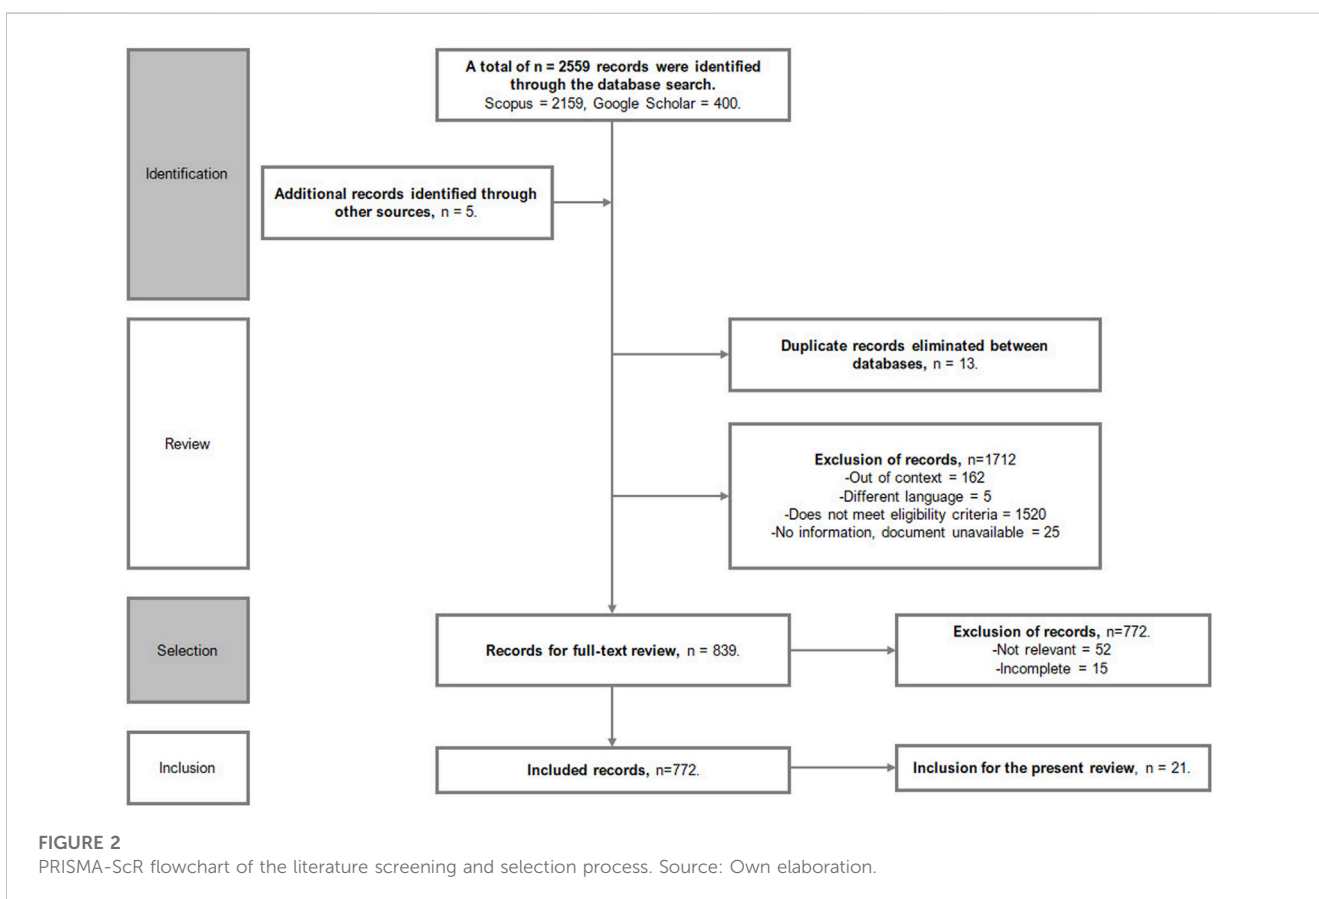 A total of n = 2559 records were identified
through the database search.
Scopus = 2159, Google Scholar = 400.
Identification
Additional records identified through
other sources, n = 5.
Duplicate records eliminated between
databases, n = 13.
Review
Exclusion of records, n=1712
-Out of context = 162
-Different language = 5
-Does not meet eligibility criteria = 1520
-No information, document unavailable = 25
Selection
Records for full-text review, n = 839.
Exclusion of records, n=772.
-Not relevant = 52
-Incomplete = 15
Inclusion
Included records, n=772.
Inclusion for the present review, n = 21.
FIGURE 2
PRISMA-ScR flowchart of the literature screening and selection process. Source: Own elaboration.